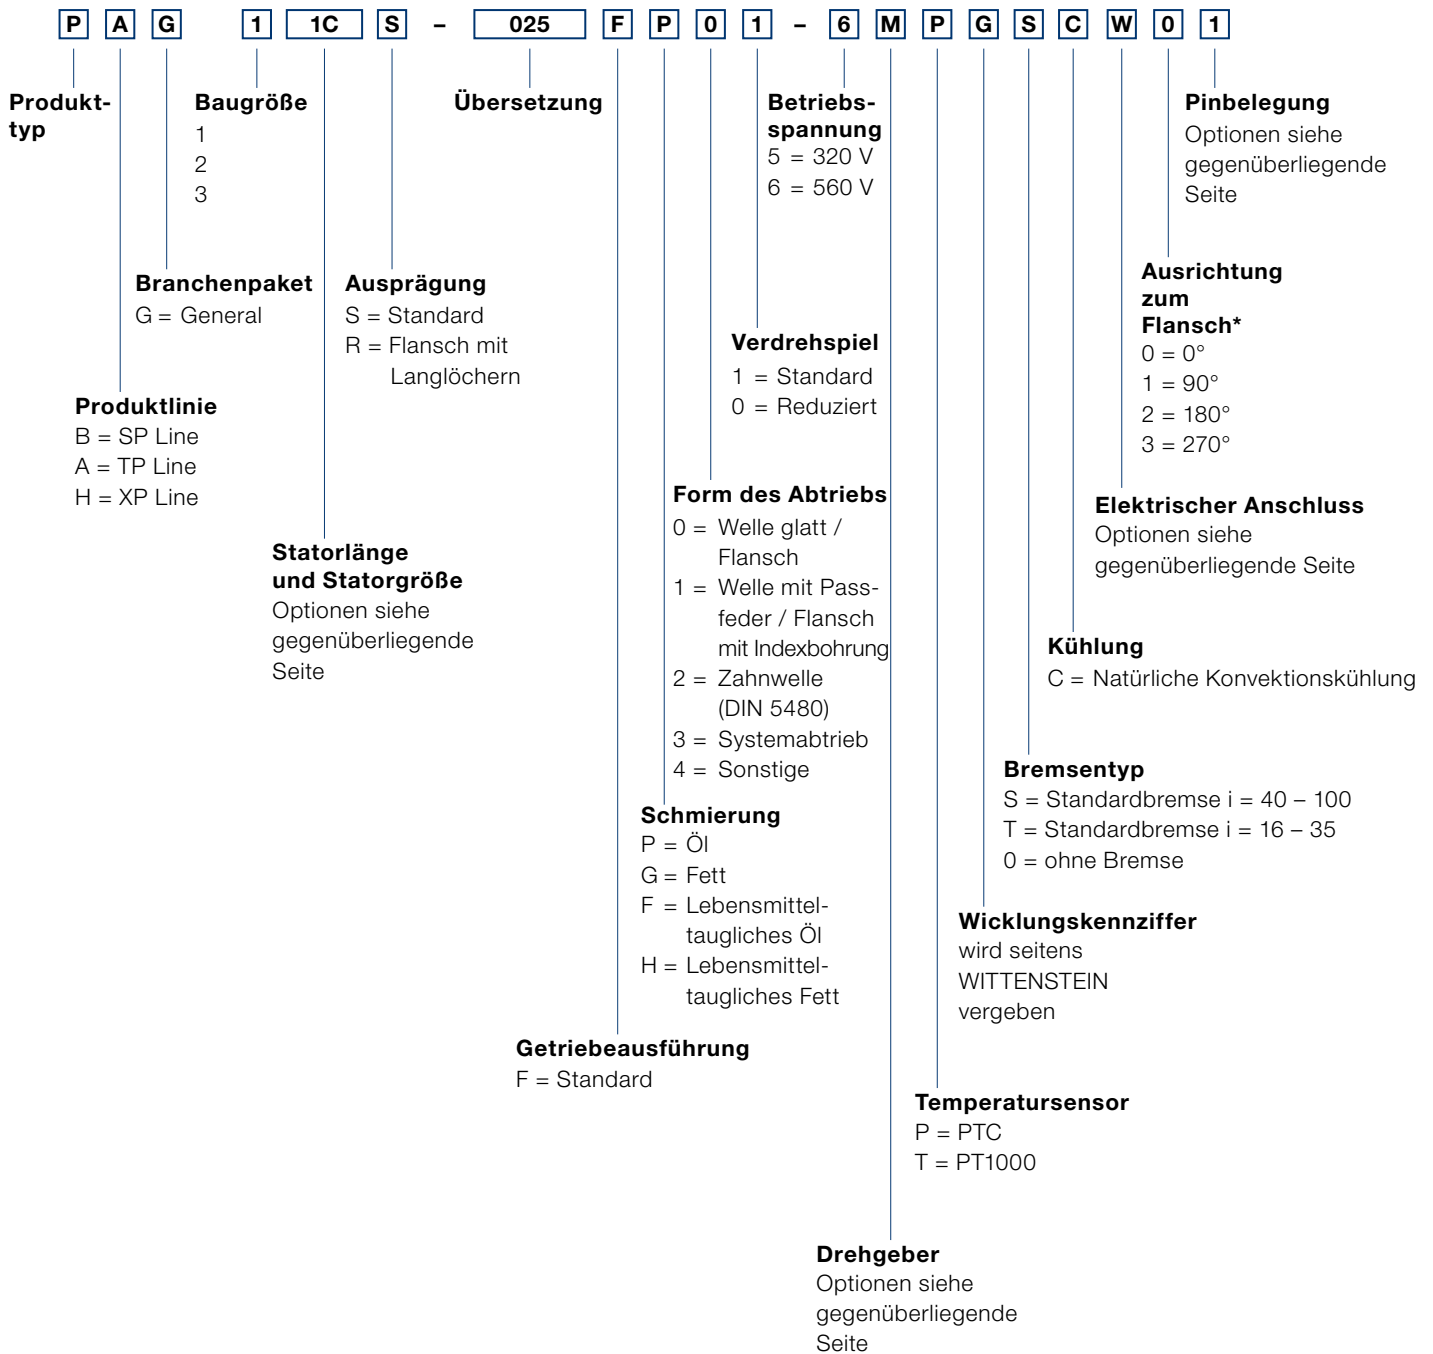 P A G 1 1C S – 025 F P 0 1 – 6 M P G S C W 0 1
Produkt-
typ
Baugröße
1
2
3
Übersetzung
Betriebs-
spannung
5 = 320 V
6 = 560 V
Pinbelegung
Optionen siehe
gegenüberliegende
Seite
Branchenpaket
G = General
Ausprägung
S = Standard
R = Flansch mit
Langlöchern
Verdrehspiel
1 = Standard
0 = Reduziert
Ausrichtung
zum
Flansch*
0 = 0°
1 = 90°
2 = 180°
3 = 270°
Produktlinie
B = SP Line
A = TP Line
H = XP Line
Form des Abtriebs
0 = Welle glatt /
Flansch
1 = Welle mit Pass-
feder / Flansch
mit Indexbohrung
2 = Zahnwelle
(DIN 5480)
3 = Systemabtrieb
4 = Sonstige
Elektrischer Anschluss
Optionen siehe
gegenüberliegende Seite
Statorlänge
und Statorgröße
Optionen siehe
gegenüberliegende
Seite
Kühlung
C = Natürliche Konvektionskühlung
Bremsentyp
S = Standardbremse i = 40 – 100
T = Standardbremse i = 16 – 35
0 = ohne Bremse
Schmierung
P = Öl
G = Fett
F = Lebensmittel-
taugliches Öl
H = Lebensmittel-
taugliches Fett
Wicklungskennziffer
wird seitens
WITTENSTEIN
vergeben
Getriebeausführung
F = Standard
Temperatursensor
P = PTC
T = PT1000
Drehgeber
Optionen siehe
gegenüberliegende
Seite